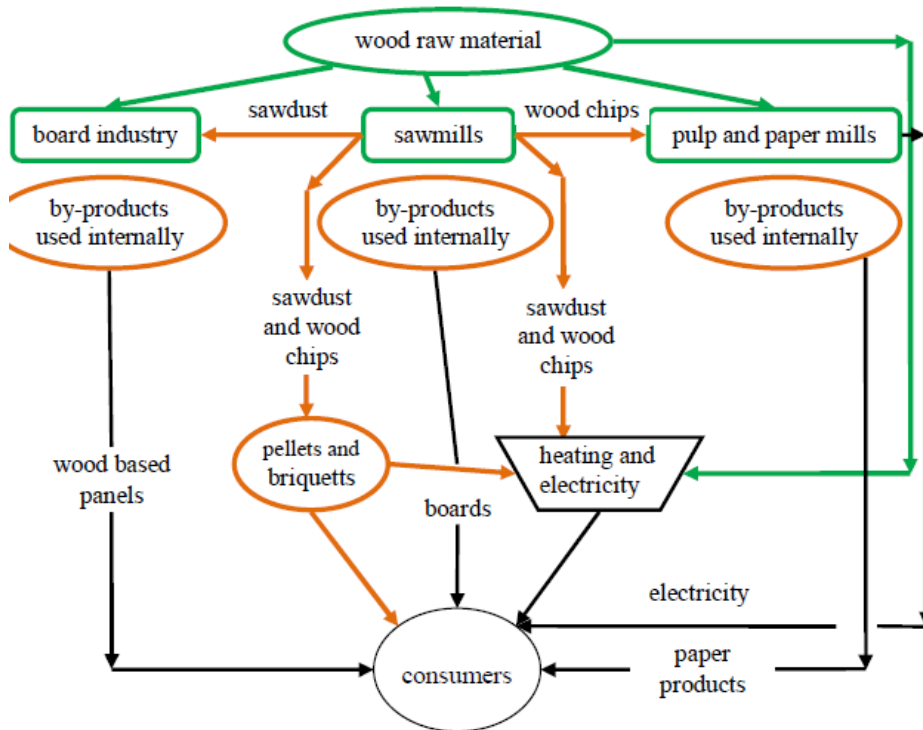 wood raw material
sawdust
wood chips
board industry
sawmills
pulp and paper mills
by-products
used internally
by-products
used internally
by-products
used internally
sawdust
and wood
chips
sawdust
and wood
chips
pellets and
briquetts
heating and
electricity
wood based
panels
boards
electricity
consumers
paper
products